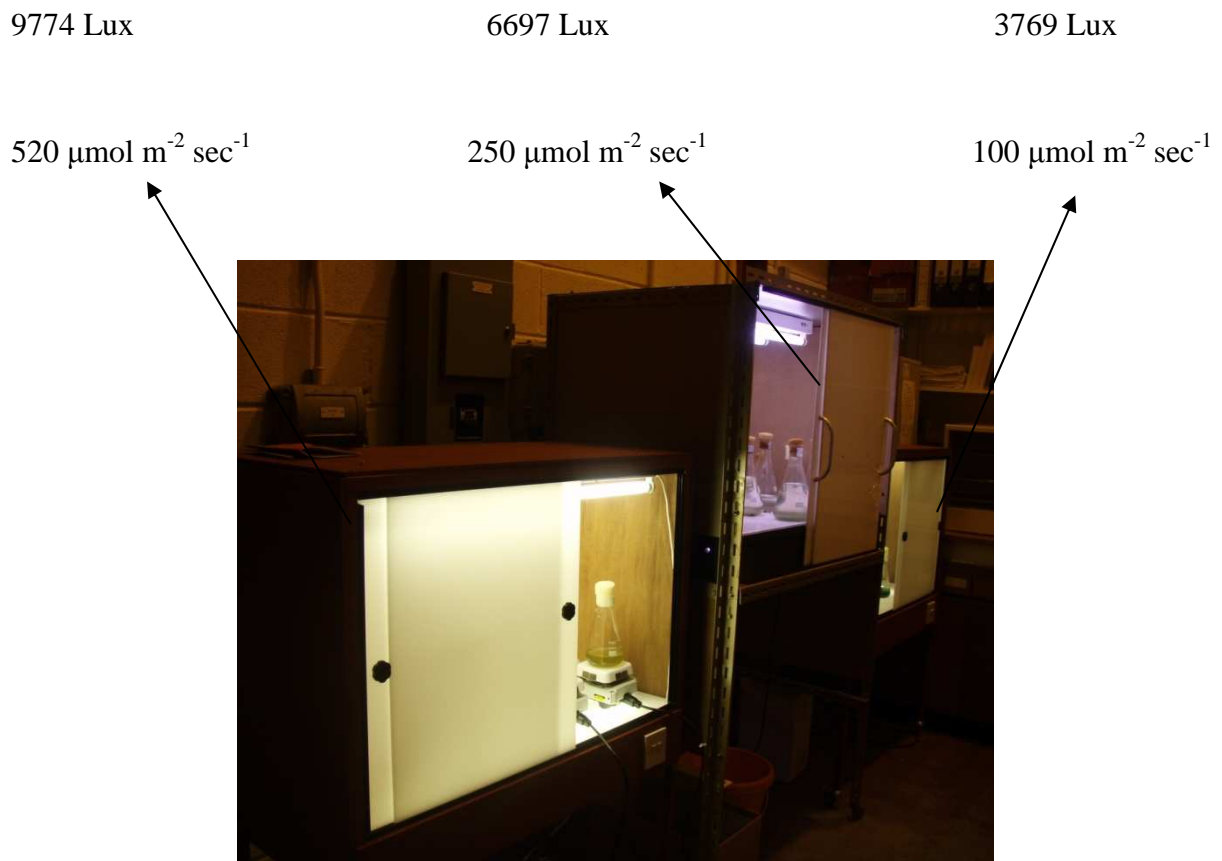 9774 Lux 6697 Lux 3769 Lux
520 μmol m-2 sec-1 250 μmol m-2 sec-1 100 μmol m-2 sec-1